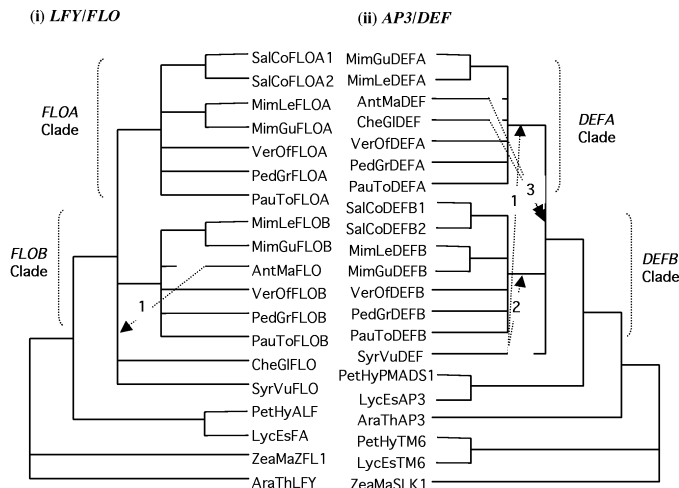 (i) LFY/FLO
(ii) AP3/DEF
FLOA
Clade
FLOB
Clade
SalCoFLOA1
SalCoFLOA2
MimLeFLOA
MimGuFLOA
VerOfFLOA
PedGrFLOA
PauToFLOA
MimLeFLOB
MimGuFLOB
AntMaFLO
VerOfFLOB
PedGrFLOB
PauToFLOB
CheGlFLO
SyrVuFLO
PetHyALF
LycEsFA
ZeaMaZFL1
AraThLFY
1
MimGuDEFA
MimLeDEFA
AntMaDEF
CheGlDEF
VerOfDEFA
PedGrDEFA
PauToDEFA
SalCoDEFB1
SalCoDEFB2
MimLeDEFB
MimGuDEFB
VerOfDEFB
PedGrDEFB
PauToDEFB
SyrVuDEF
PetHyPMADS1
LycEsAP3
AraThAP3
PetHyTM6
LycEsTM6
ZeaMaSLK1
3
1
2
DEFA
Clade
DEFB
Clade